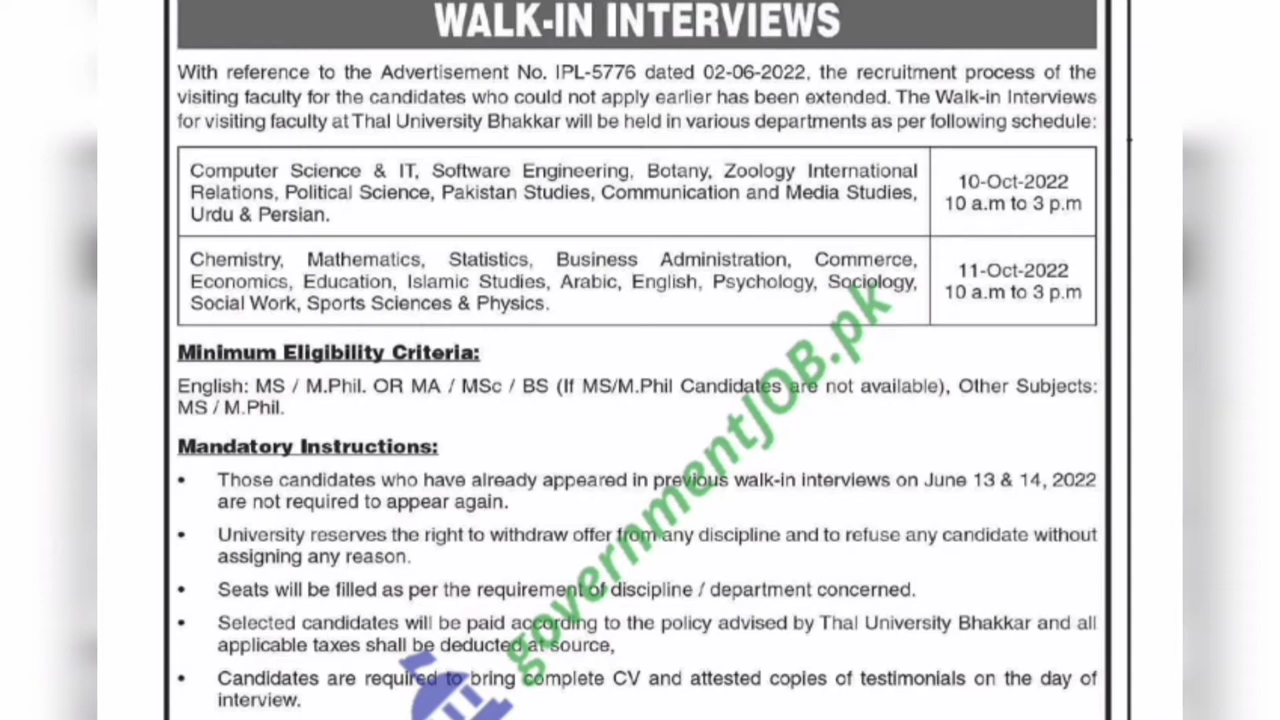 WALK-IN INTERVIEWS
With reference to the Advertisement No. IPL-5776 dated 02-06-2022, the recruitment process of the
visiting faculty for the candidates who could not apply earlier has been extended. The Walk-in Interviews
for visiting faculty at Thal University Bhakkar will be held in various departments as per following schedule:
Computer Science & IT, Software Engineering, Botany, Zoology International
Relations, Political Science, Pakistan Studies, Communication and Media Studies,
Urdu & Persian.
10-Oct-2022
10 a.m to 3 p.m
Chemistry, Mathematics, Statistics, Business Administration, Commerce,
Economics, Education, Islamic Studies, Arabic, English, Psychology, Sociology,
Social Work, Sports Sciences & Physics.
11-Oct-2022
10 a.m to 3 p.m
Minimum Eligibility Criteria:
English: MS / M.Phil. OR MA / MSc / BS (If MS/M.Phil Candidates are not available), Other Subjects:
MS / M.Phil.
Mandatory Instructions:
• Those candidates who have already appeared in previous walk-in interviews on June 13 & 14, 2022
are not required to appear again.
• University reserves the right to withdraw offer from any discipline and to refuse any candidate without
assigning any reason.
• Seats will be filled as per the requirement of discipline / department concerned.
• Selected candidates will be paid according to the policy advised by Thal University Bhakkar and all
applicable taxes shall be deducted at source,
• Candidates are required to bring complete CV and attested copies of testimonials on the day of
interview.
governmentJOB.pk